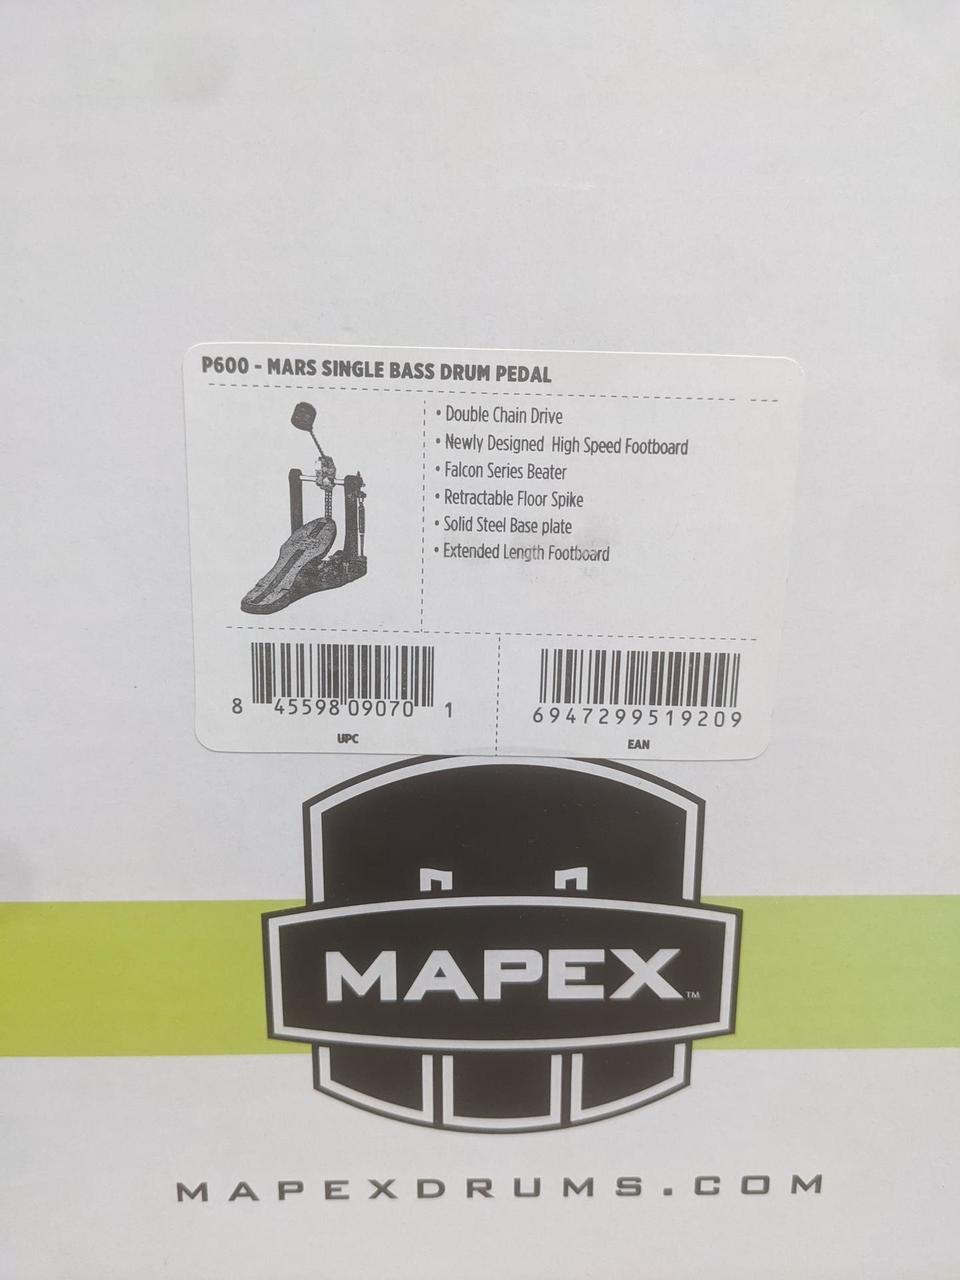 P600 - MARS SINGLE BASS DRUM PEDAL
• Double Chain Drive
• Newly Designed High Speed Footboard
• Falcon Series Beater
• Retractable Floor Spike
• Solid Steel Base plate
• Extended Length Footboard
8 45598 09070 1
UPC
6947299519209
EAN
MAPEX™
MAPEXDRUMS.COM